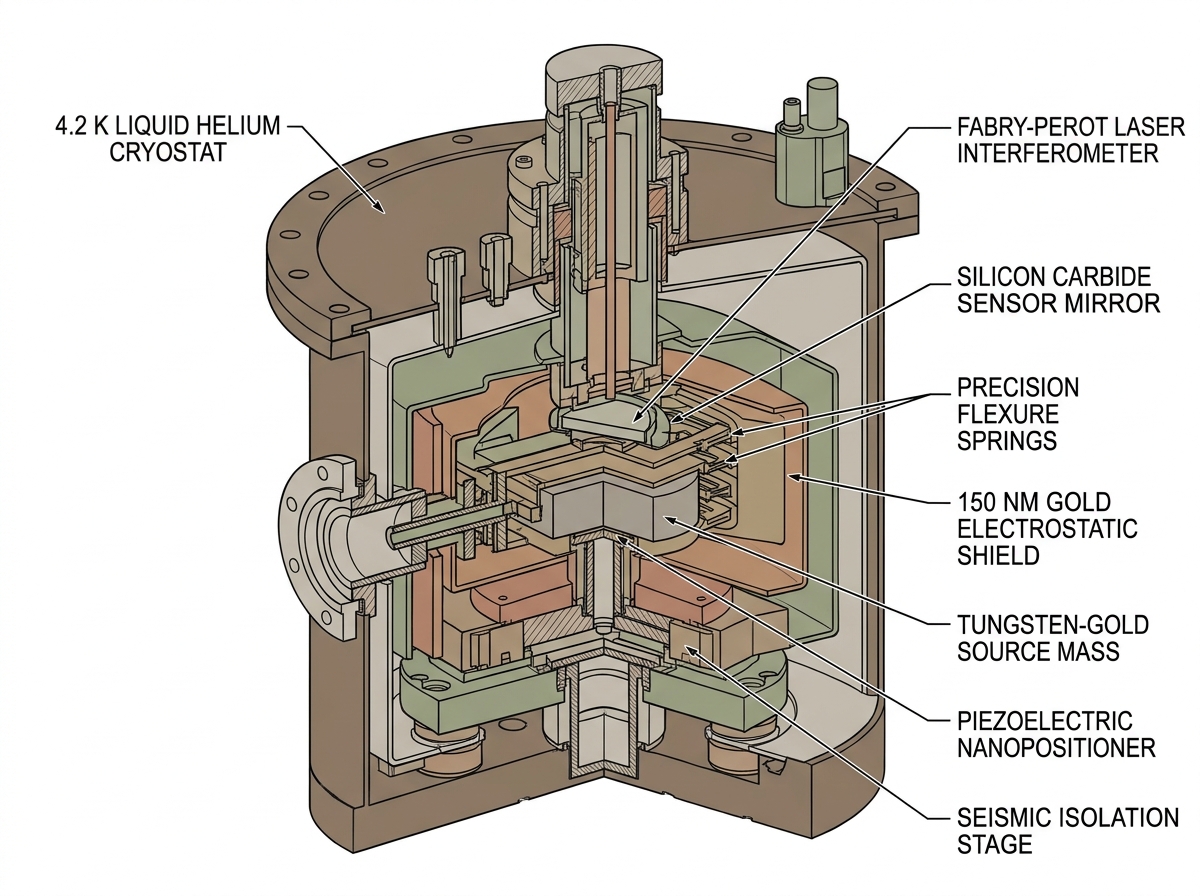 4.2 K LIQUID HELIUM
CRYOSTAT
FABRY-PEROT LASER
INTERFEROMETER
SILICON CARBIDE
SENSOR MIRROR
PRECISION
FLEXURE
SPRINGS
150 NM GOLD
ELECTROSTATIC
SHIELD
TUNGSTEN-GOLD
SOURCE MASS
PIEZOELECTRIC
NANOPOSITIONER
SEISMIC ISOLATION
STAGE